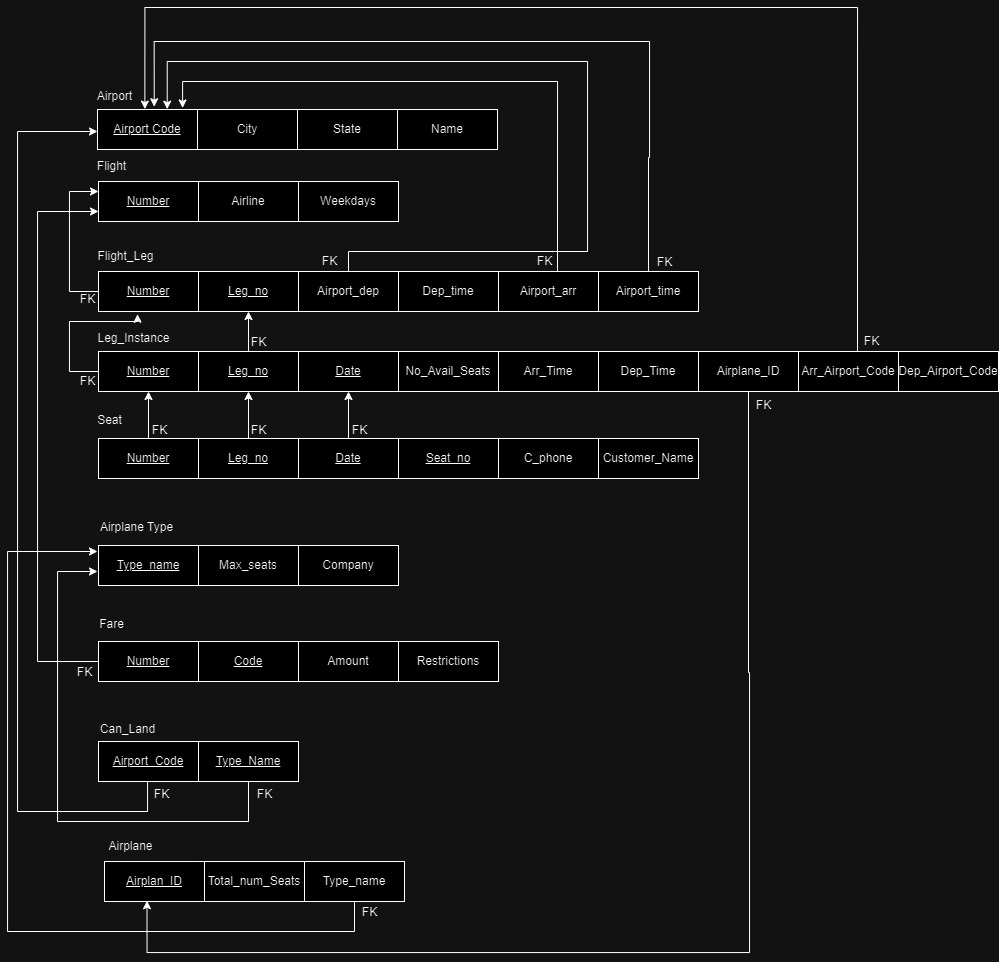 Airport
Airport Code City State Name
Flight
Number Airline Weekdays
Flight_Leg FK FK FK
Number Leg_no Airport_dep Dep_time Airport_arr Airport_time
FK
Leg_Instance FK FK
Number Leg_no Date No_Avail_Seats Arr_Time Dep_Time Airplane_ID Arr_Airport_Code Dep_Airport_Code
FK
FK
Seat FK FK FK
Number Leg_no Date Seat_no C_phone Customer_Name
Airplane Type
Type_name Max_seats Company
Fare
Number Code Amount Restrictions
FK
Can_Land
Airport_Code Type_Name
FK FK
Airplane
Airplan_ID Total_num_Seats Type_name
FK